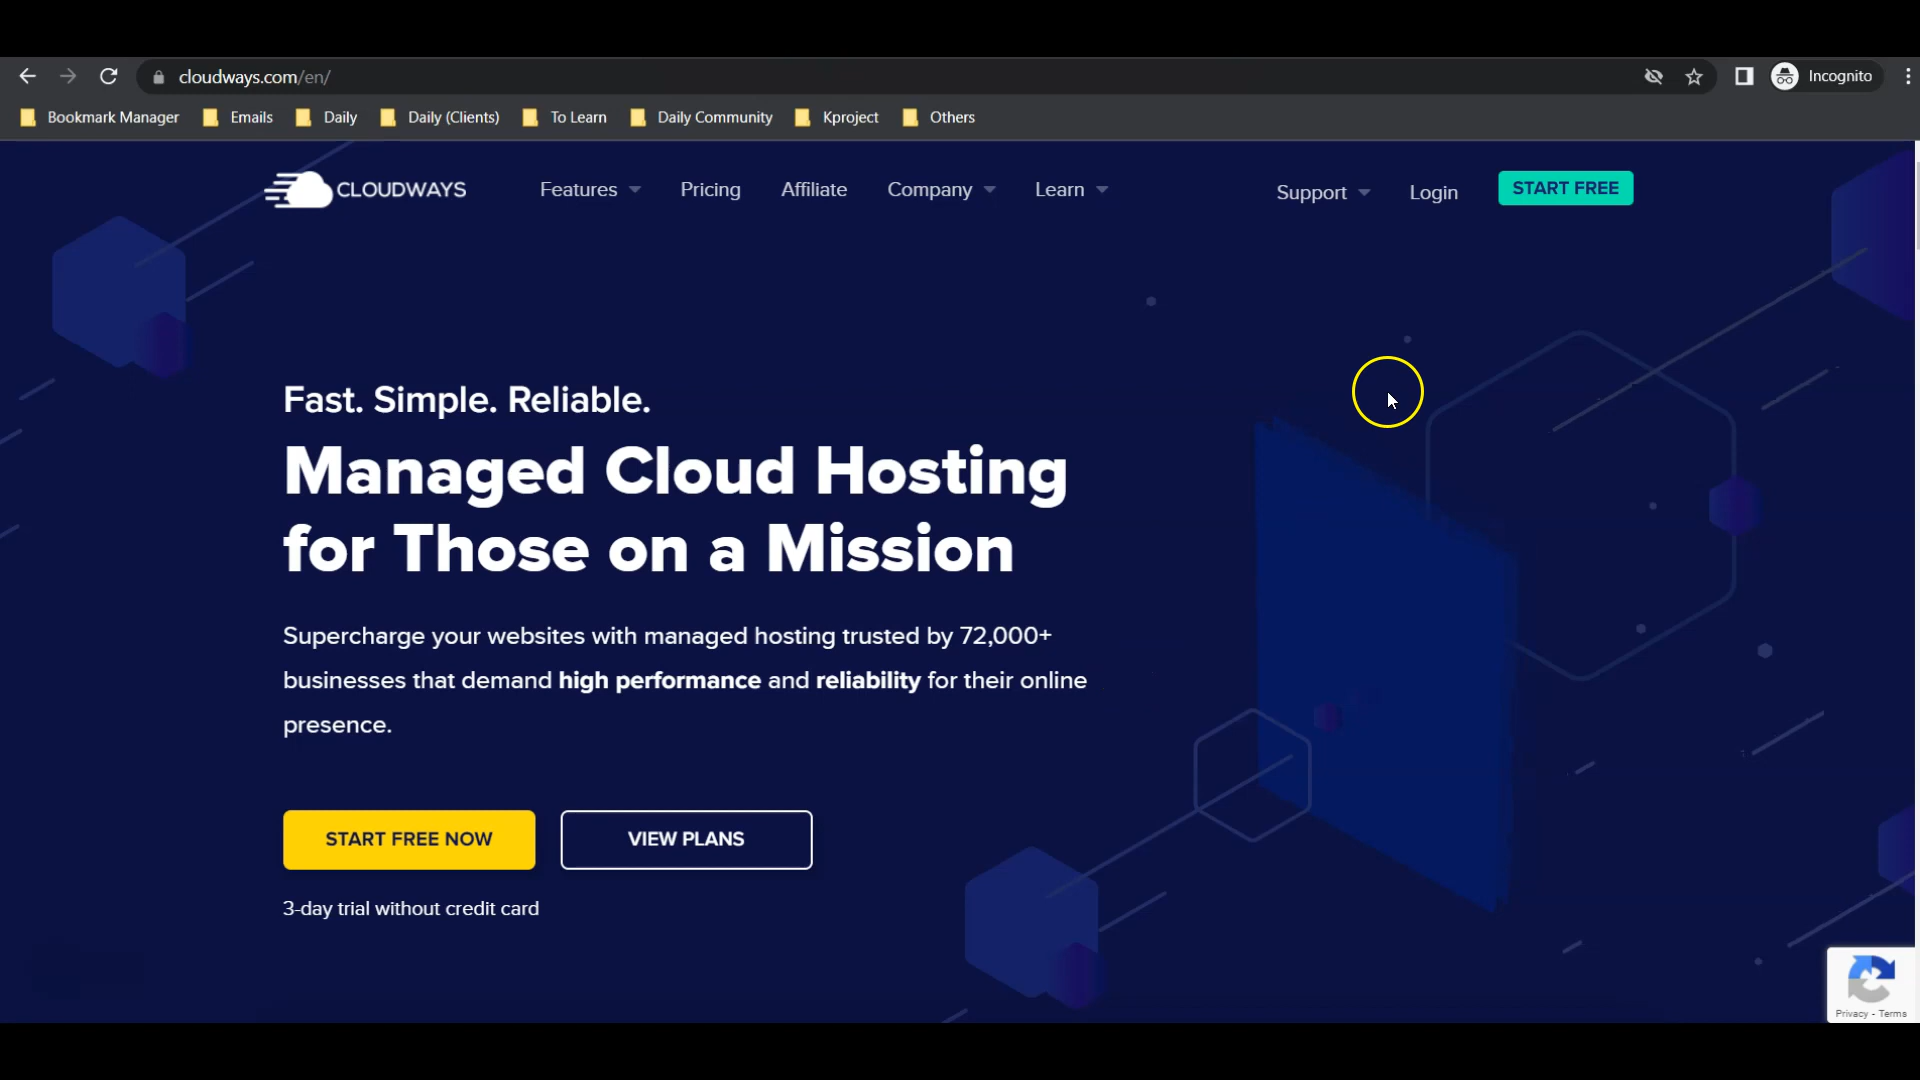 cloudways.com/en/
Incognito
Bookmark Manager Emails Daily Daily (Clients) To Learn Daily Community Kproject Others
CLOUDWAYS Features Pricing Affiliate Company Learn Support Login START FREE
Fast. Simple. Reliable.
Managed Cloud Hosting
for Those on a Mission
Supercharge your websites with managed hosting trusted by 72,000+
businesses that demand high performance and reliability for their online
presence.
START FREE NOW VIEW PLANS
3-day trial without credit card
Privacy - Terms